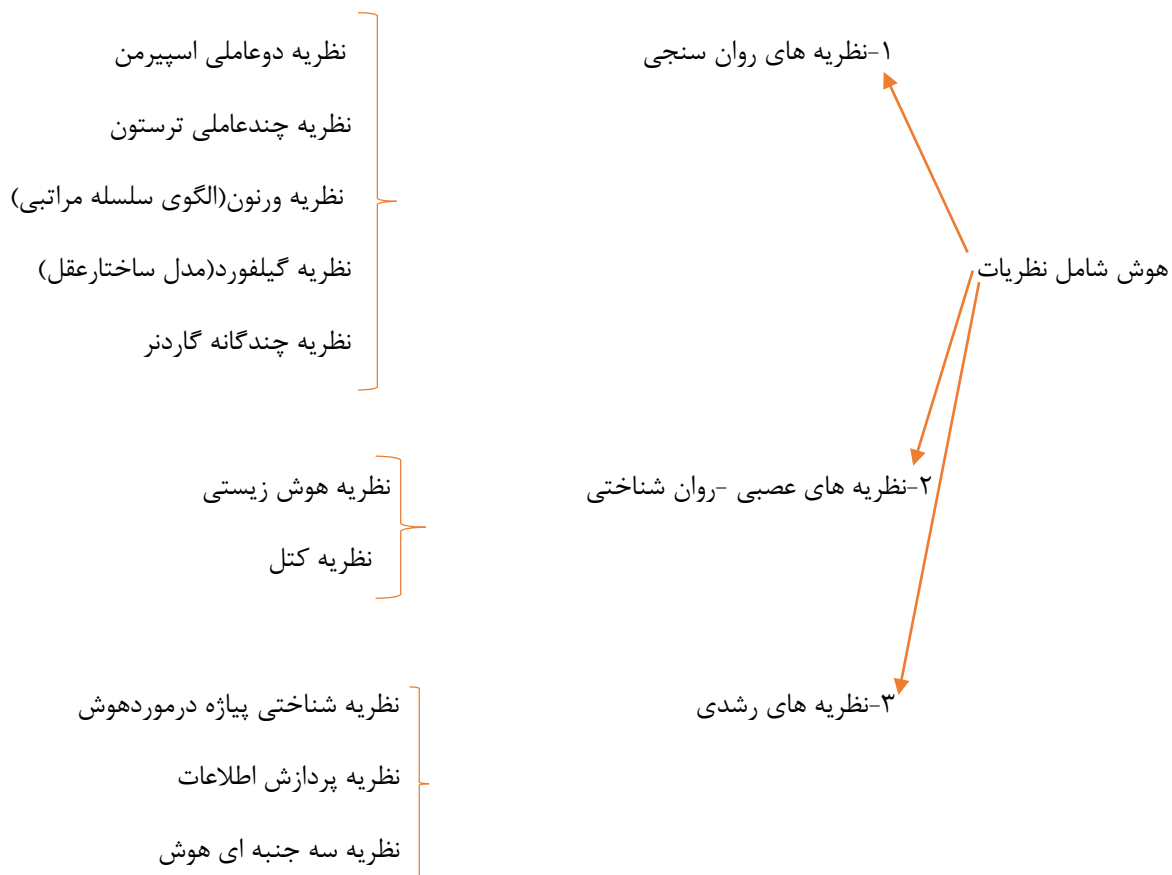 ۱-نظریه های روان سنجی
نظریه دوعاملی اسپیرمن
نظریه چندعاملی ترستون
نظریه ورنون(الگوی سلسله مراتبی)
هوش شامل نظریات
نظریه گیلفورد(مدل ساختارعقل)
نظریه چندگانه گاردنر
۲-نظریه های عصبی -روان شناختی
نظریه هوش زیستی
نظریه کتل
۳-نظریه های رشدی
نظریه شناختی پیاژه درموردهوش
نظریه پردازش اطلاعات
نظریه سه جنبه ای هوش